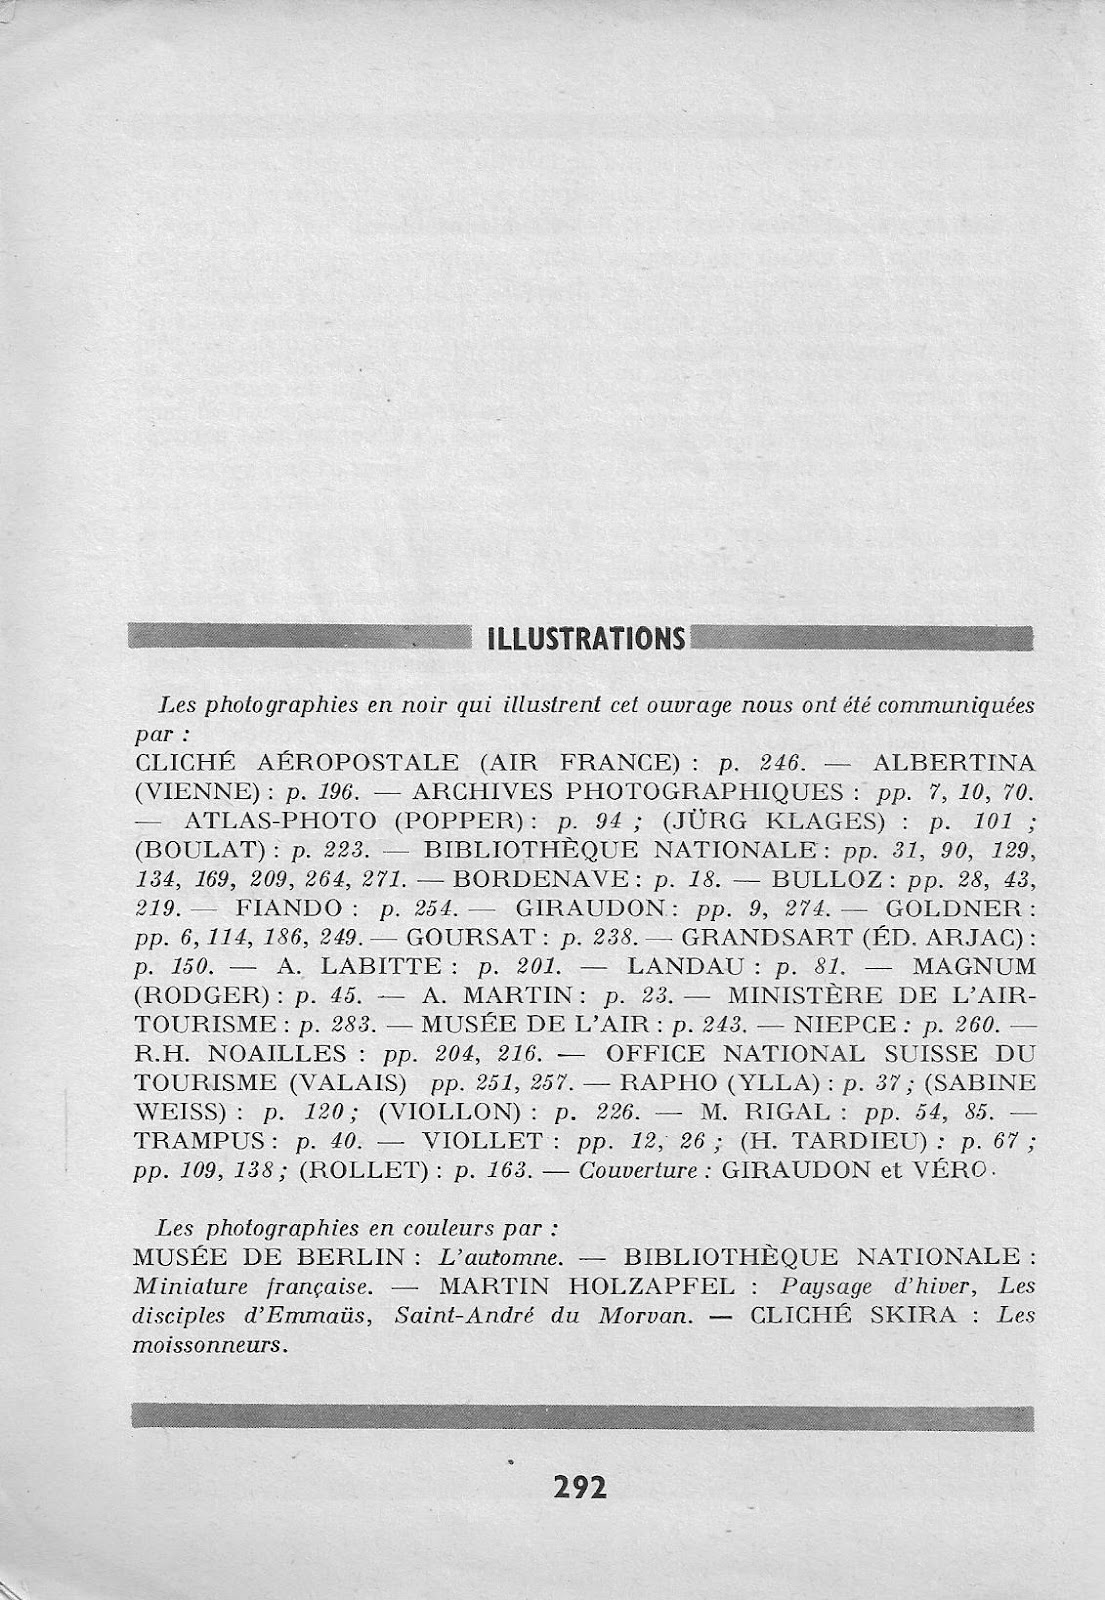 ILLUSTRATIONS
Les photographies en noir qui illustrent cet ouvrage nous ont été communiquées
par :
CLICHÉ AÉROPOSTALE (AIR FRANCE) : p. 246. — ALBERTINA
(VIENNE) : p. 196. — ARCHIVES PHOTOGRAPHIQUES : pp. 7, 10, 70.
— ATLAS-PHOTO (POPPER) : p. 94 ; (JÜRG KLAGES) : p. 101 ;
(BOULAT) : p. 223. — BIBLIOTHÈQUE NATIONALE : pp. 31, 90, 129,
134, 169, 209, 264, 271. — BORDENAVE : p. 18. — BULLOZ : pp. 28, 43,
219. — FIANDO : p. 254. — GIRAUDON : pp. 9, 274. — GOLDNER :
pp. 6, 114, 186, 249. — GOURSAT : p. 238. — GRANDSART (ÉD. ARJAC) :
p. 150. — A. LABITTE : p. 201. — LANDAU : p. 81. — MAGNUM
(RODGER) : p. 45. — A. MARTIN : p. 23. — MINISTÈRE DE L'AIR-
TOURISME : p. 283. — MUSÉE DE L'AIR : p. 243. — NIEPCE : p. 260. —
R.H. NOAILLES : pp. 204, 216. — OFFICE NATIONAL SUISSE DU
TOURISME (VALAIS) pp. 251, 257. — RAPHO (YLLA) : p. 37 ; (SABINE
WEISS) : p. 120 ; (VIOLLON) : p. 226. — M. RIGAL : pp. 54, 85. —
TRAMPUS : p. 40. — VIOLLET : pp. 12, 26 ; (H. TARDIEU) : p. 67 ;
pp. 109, 138 ; (ROLLET) : p. 163. — Couverture : GIRAUDON et VÉRO.
Les photographies en couleurs par :
MUSÉE DE BERLIN : L'automne. — BIBLIOTHÈQUE NATIONALE :
Miniature française. — MARTIN HOLZAPFEL : Paysage d'hiver, Les
disciples d'Emmaüs, Saint-André du Morvan. — CLICHÉ SKIRA : Les
moissonneurs.
292